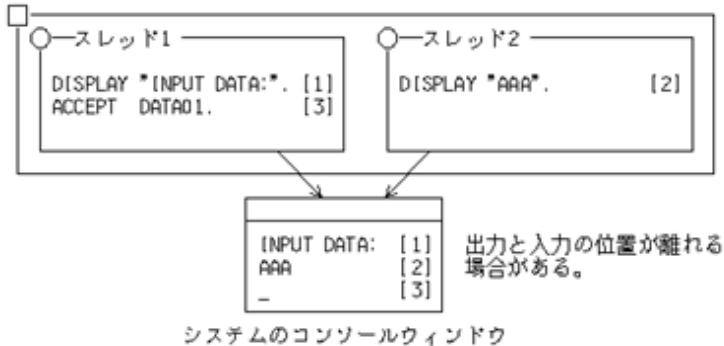 スレッド1
DISPLAY "INPUT DATA:". [1]
ACCEPT DATA01. [3]
スレッド2
DISPLAY "AAA". [2]
INPUT DATA: [1]
AAA [2]
_ [3]
出力と入力の位置が離れる
場合がある。
システムのコンソールウィンドウ